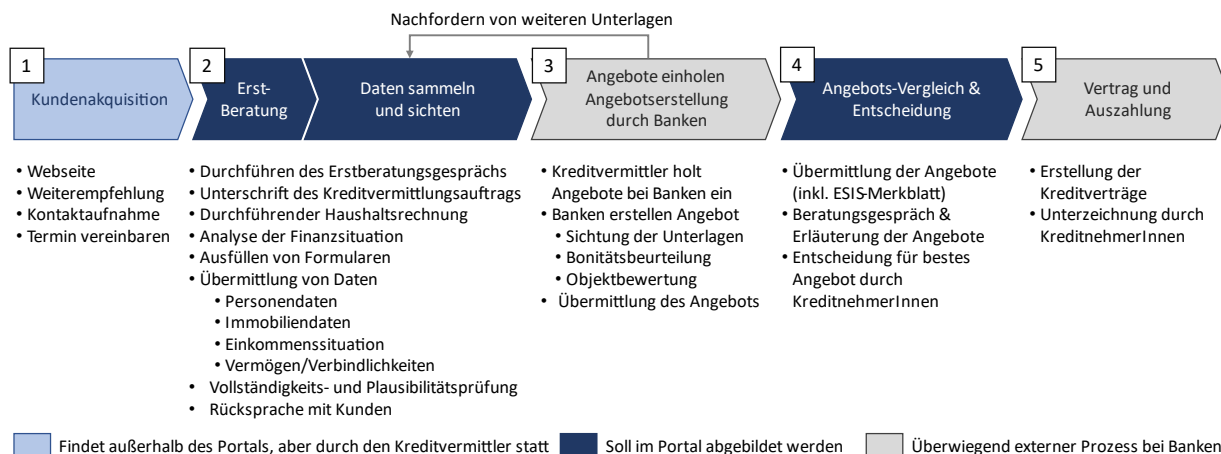 Nachfordern von weiteren Unterlagen
1
Kundenakquisition
2
Erst-
Beratung
Daten sammeln
und sichten
3
Angebote einholen
Angebotserstellung
durch Banken
4
Angebots-Vergleich &
Entscheidung
5
Vertrag und
Auszahlung
• Webseite
• Weiterempfehlung
• Kontaktaufnahme
• Termin vereinbaren
• Durchführen des Erstberatungsgesprächs
• Unterschrift des Kreditvermittlungsauftrags
• Durchführender Haushaltsrechnung
• Analyse der Finanzsituation
• Ausfüllen von Formularen
• Übermittlung von Daten
• Personendaten
• Immobiliendaten
• Einkommenssituation
• Vermögen/Verbindlichkeiten
• Vollständigkeits- und Plausibilitätsprüfung
• Rücksprache mit Kunden
• Kreditvermittler holt
Angebote bei Banken ein
• Banken erstellen Angebot
• Sichtung der Unterlagen
• Bonitätsbeurteilung
• Objektbewertung
• Übermittlung des Angebots
• Übermittlung der Angebote
(inkl. ESIS-Merkblatt)
• Beratungsgespräch &
Erläuterung der Angebote
• Entscheidung für bestes
Angebot durch
KreditnehmerInnen
• Erstellung der
Kreditverträge
• Unterzeichnung durch
KreditnehmerInnen
Findet außerhalb des Portals, aber durch den Kreditvermittler statt
Soll im Portal abgebildet werden
Überwiegend externer Prozess bei Banken